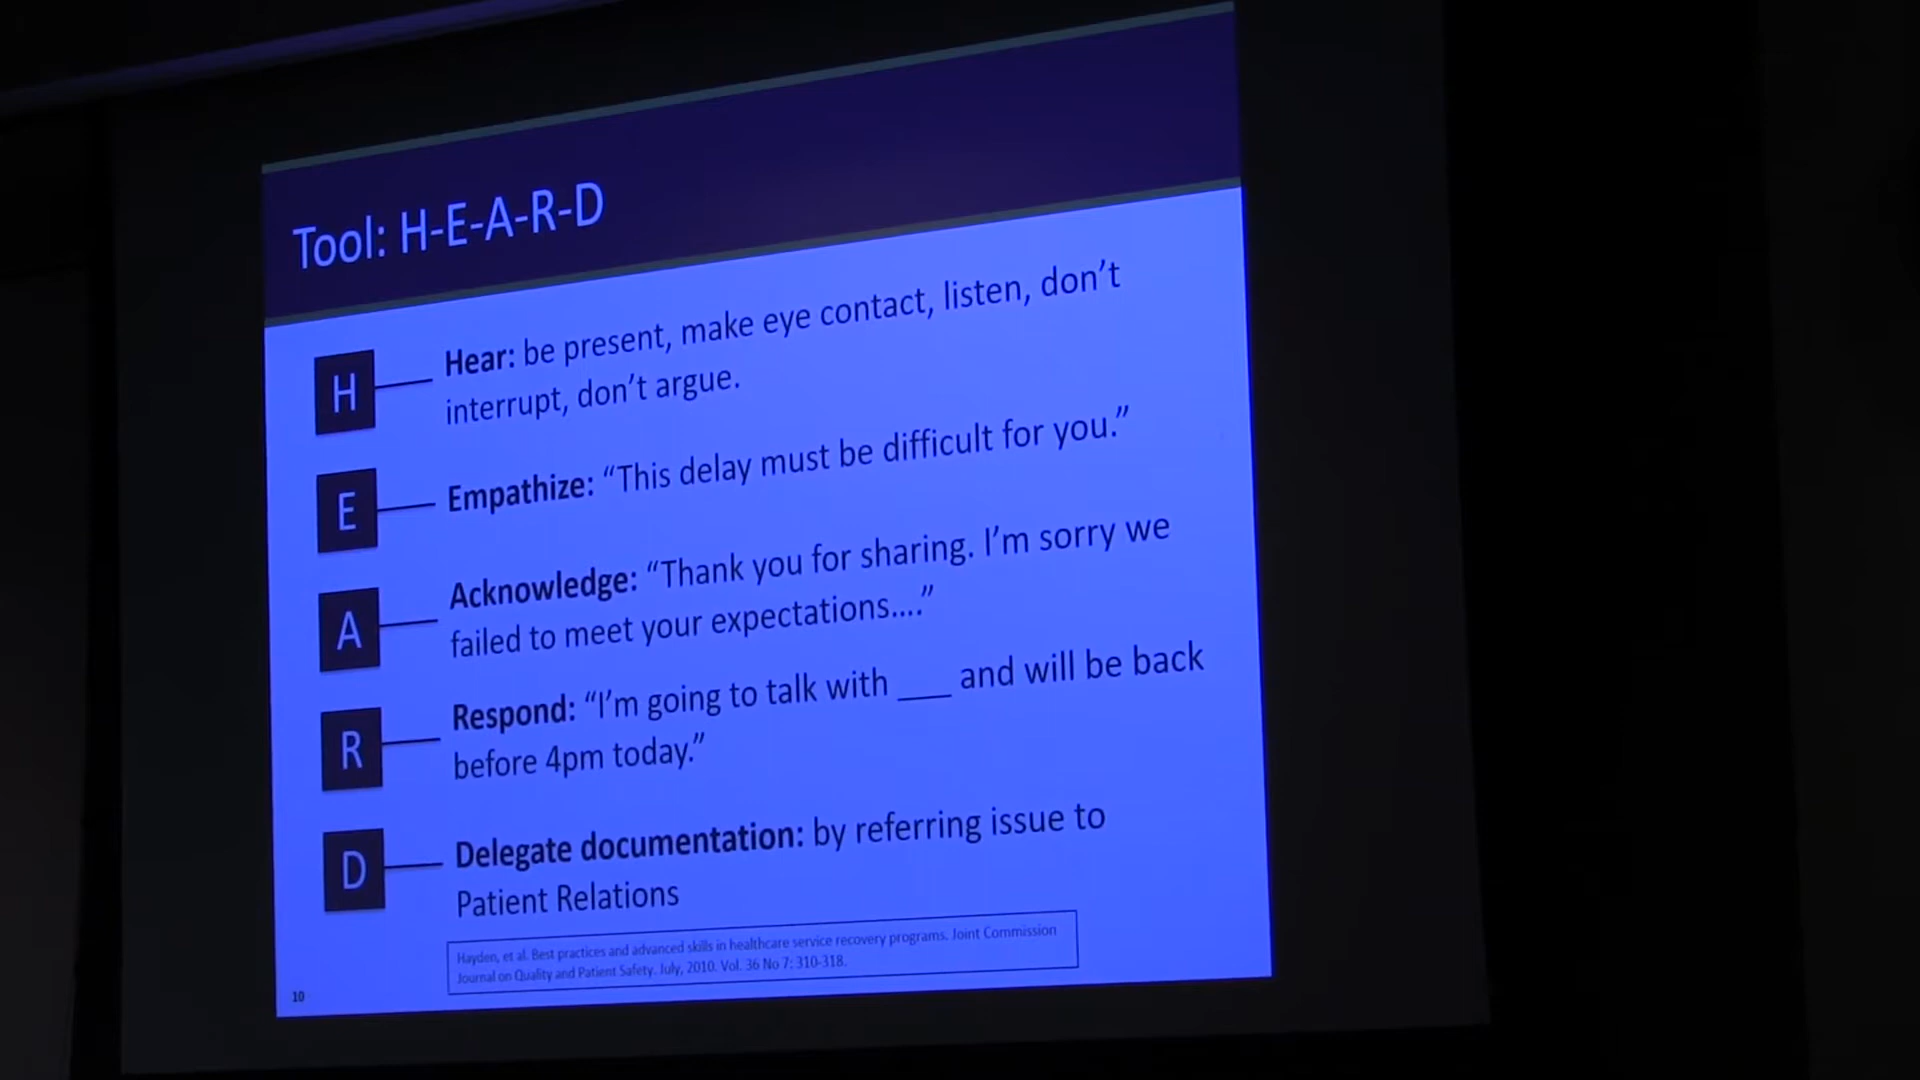 Tool: H-E-A-R-D
H
Hear: be present, make eye contact, listen, don’t
interrupt, don’t argue.
E
Empathize: “This delay must be difficult for you.”
A
Acknowledge: “Thank you for sharing. I’m sorry we
failed to meet your expectations....”
R
Respond: “I’m going to talk with ___ and will be back
before 4pm today.”
D
Delegate documentation: by referring issue to
Patient Relations
Hayden, et al. Best practices and advanced skills in healthcare service recovery programs. Joint Commission
Journal on Quality and Patient Safety. July, 2010. Vol. 36 No 7: 310-318.
10